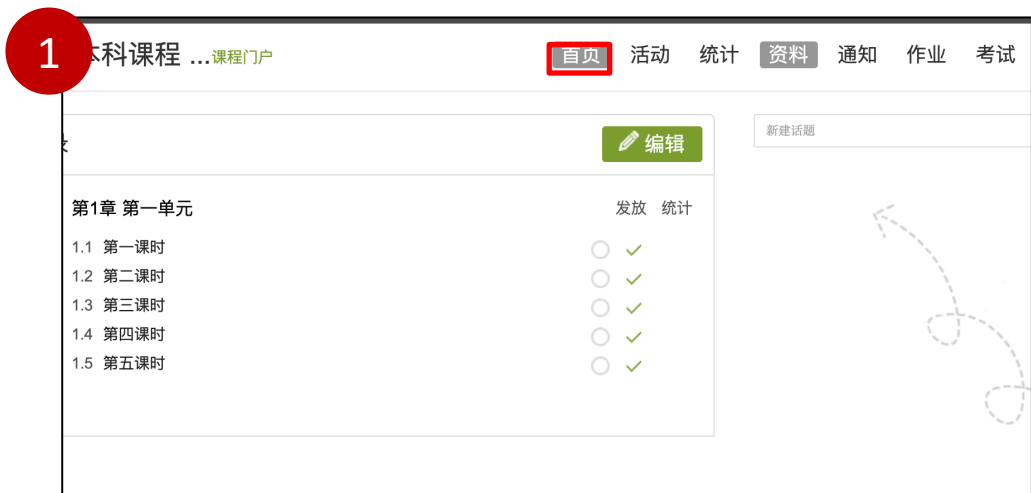 1
本科课程 ...课程门户
首页 活动 统计 资料 通知 作业 考试
编辑
新建话题
第1章 第一单元 发放 统计
1.1 第一课时
1.2 第二课时
1.3 第三课时
1.4 第四课时
1.5 第五课时